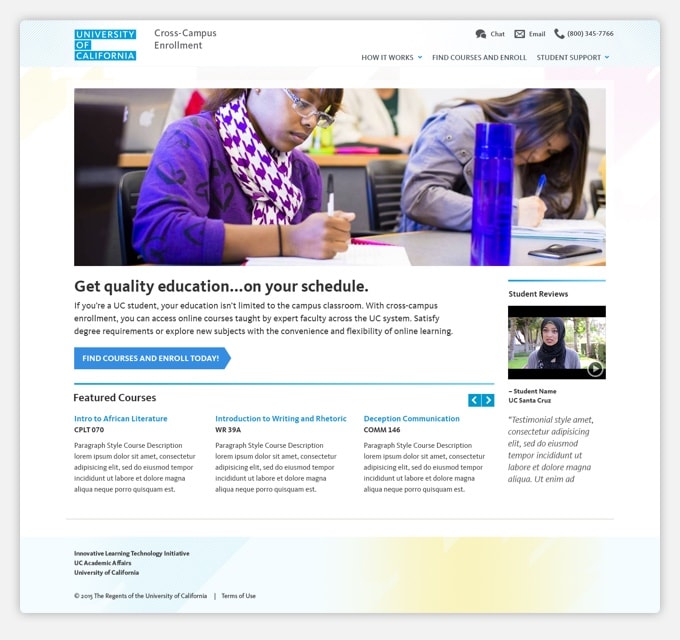 UNIVERSITY
OF
CALIFORNIA
Cross-Campus
Enrollment
Chat
Email
(800) 345-7766
HOW IT WORKS
FIND COURSES AND ENROLL
STUDENT SUPPORT
Get quality education...on your schedule.
If you're a UC student, your education isn't limited to the campus classroom. With cross-campus
enrollment, you can access online courses taught by expert faculty across the UC system. Satisfy
degree requirements or explore new subjects with the convenience and flexibility of online learning.
FIND COURSES AND ENROLL TODAY!
Featured Courses
Intro to African Literature
CPLT 070
Paragraph Style Course Description
lorem ipsum dolor sit amet, consectetur
adipisicing elit, sed do eiusmod tempor
incididunt ut labore et dolore magna
aliqua neque porro quisquam est.
Introduction to Writing and Rhetoric
WR 39A
Paragraph Style Course Description
lorem ipsum dolor sit amet, consectetur
adipisicing elit, sed do eiusmod tempor
incididunt ut labore et dolore magna
aliqua neque porro quisquam est.
Deception Communication
COMM 146
Paragraph Style Course Description
lorem ipsum dolor sit amet, consectetur
adipisicing elit, sed do eiusmod tempor
incididunt ut labore et dolore magna
aliqua neque porro quisquam est.
Student Reviews
– Student Name
UC Santa Cruz
"Testimonial style amet,
consectetur adipisicing
elit, sed do eiusmod
tempor incididunt ut
labore et dolore magna
aliqua. Ut enim ad
Innovative Learning Technology Initiative
UC Academic Affairs
University of California
© 2015 The Regents of the University of California | Terms of Use